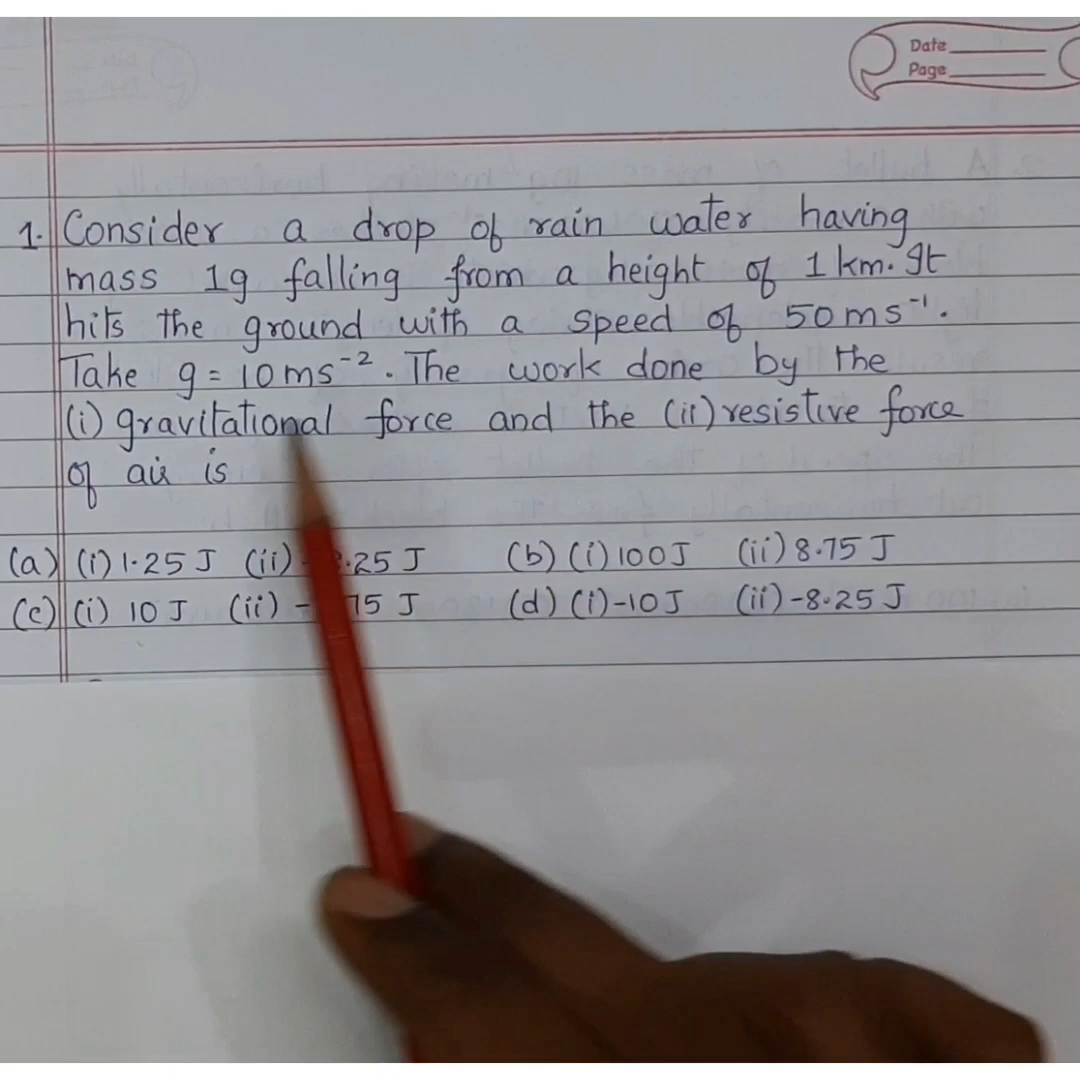 Date
Page
1. Consider a drop of rain water having
mass 1g falling from a height of 1 km. It
hits the ground with a speed of 50 ms⁻¹.
Take g = 10 ms⁻². The work done by the
(i) gravitational force and the (ii) resistive force
of air is
(a) (i) 1.25 J (ii) .25 J (b) (i) 100 J (ii) 8.75 J
(c) (i) 10 J (ii) - 75 J (d) (i) -10 J (ii) -8.25 J